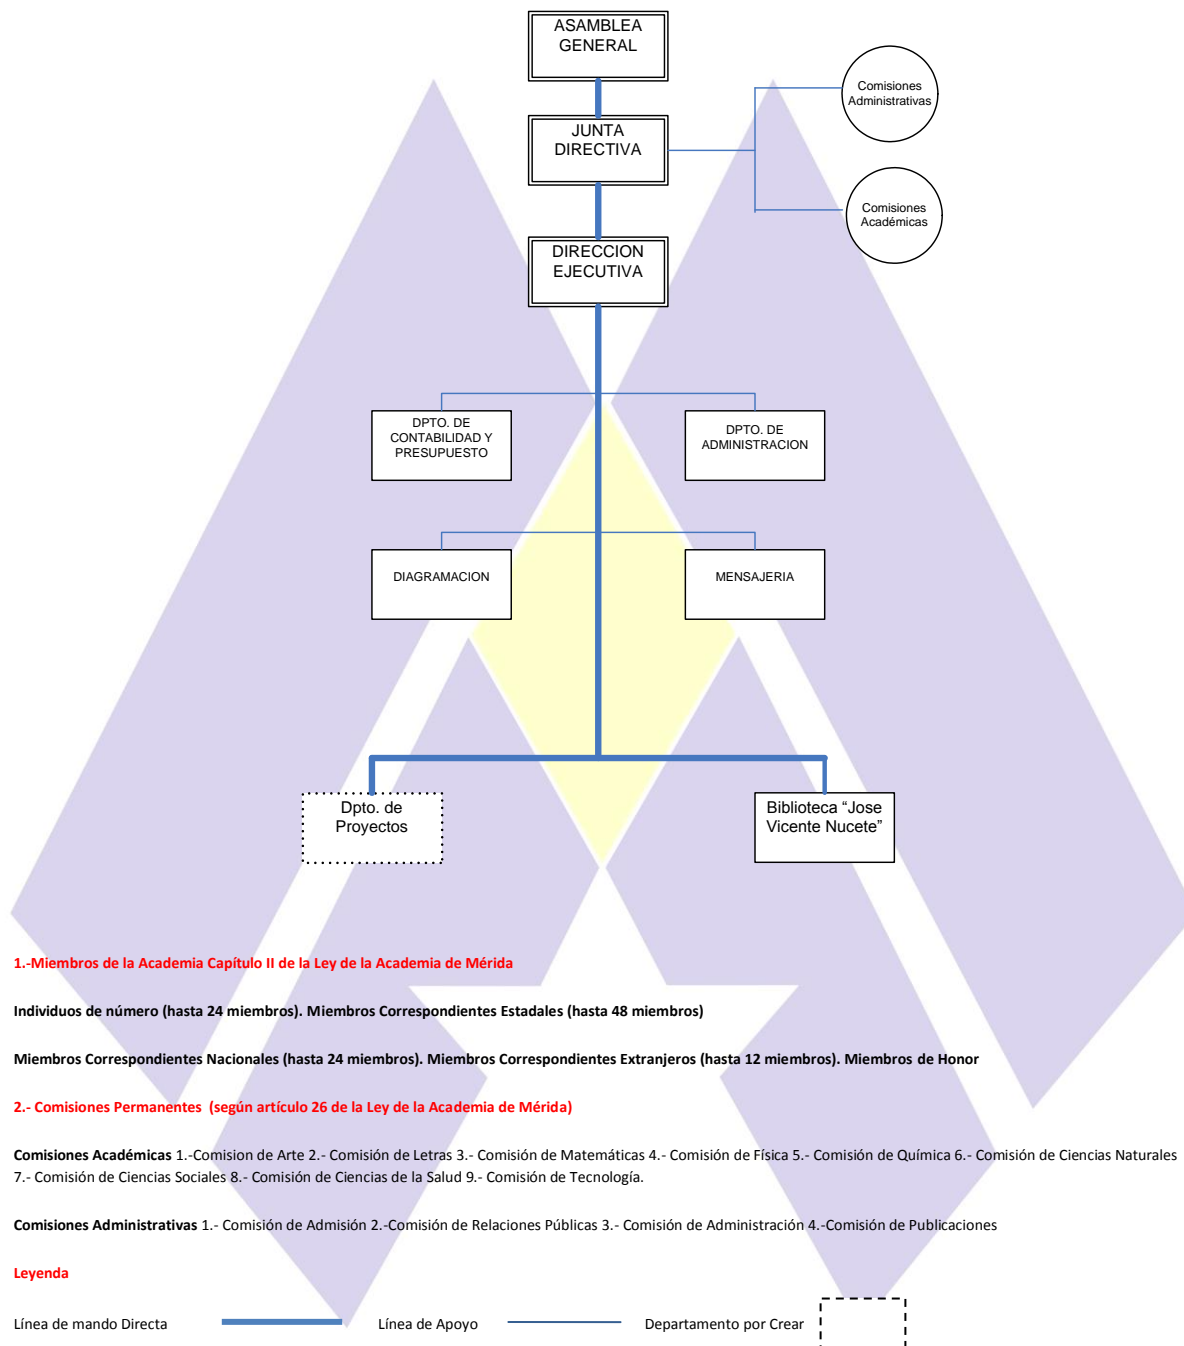 ASAMBLEA
GENERAL
Comisiones
Administrativas
JUNTA
DIRECTIVA
Comisiones
Académicas
DIRECCION
EJECUTIVA
DPTO. DE
CONTABILIDAD Y
PRESUPUESTO
DPTO. DE
ADMINISTRACION
DIAGRAMACION
MENSAJERIA
Dpto. de
Proyectos
Biblioteca “Jose
Vicente Nucete”
1.-Miembros de la Academia Capítulo II de la Ley de la Academia de Mérida
Individuos de número (hasta 24 miembros). Miembros Correspondientes Estadales (hasta 48 miembros)
Miembros Correspondientes Nacionales (hasta 24 miembros). Miembros Correspondientes Extranjeros (hasta 12 miembros). Miembros de Honor
2.- Comisiones Permanentes (según artículo 26 de la Ley de la Academia de Mérida)
Comisiones Académicas 1.-Comision de Arte 2.- Comisión de Letras 3.- Comisión de Matemáticas 4.- Comisión de Física 5.- Comisión de Química 6.- Comisión de Ciencias Naturales
7.- Comisión de Ciencias Sociales 8.- Comisión de Ciencias de la Salud 9.- Comisión de Tecnología.
Comisiones Administrativas 1.- Comisión de Admisión 2.-Comisión de Relaciones Públicas 3.- Comisión de Administración 4.-Comisión de Publicaciones
Leyenda
Línea de mando Directa
Línea de Apoyo
Departamento por Crear